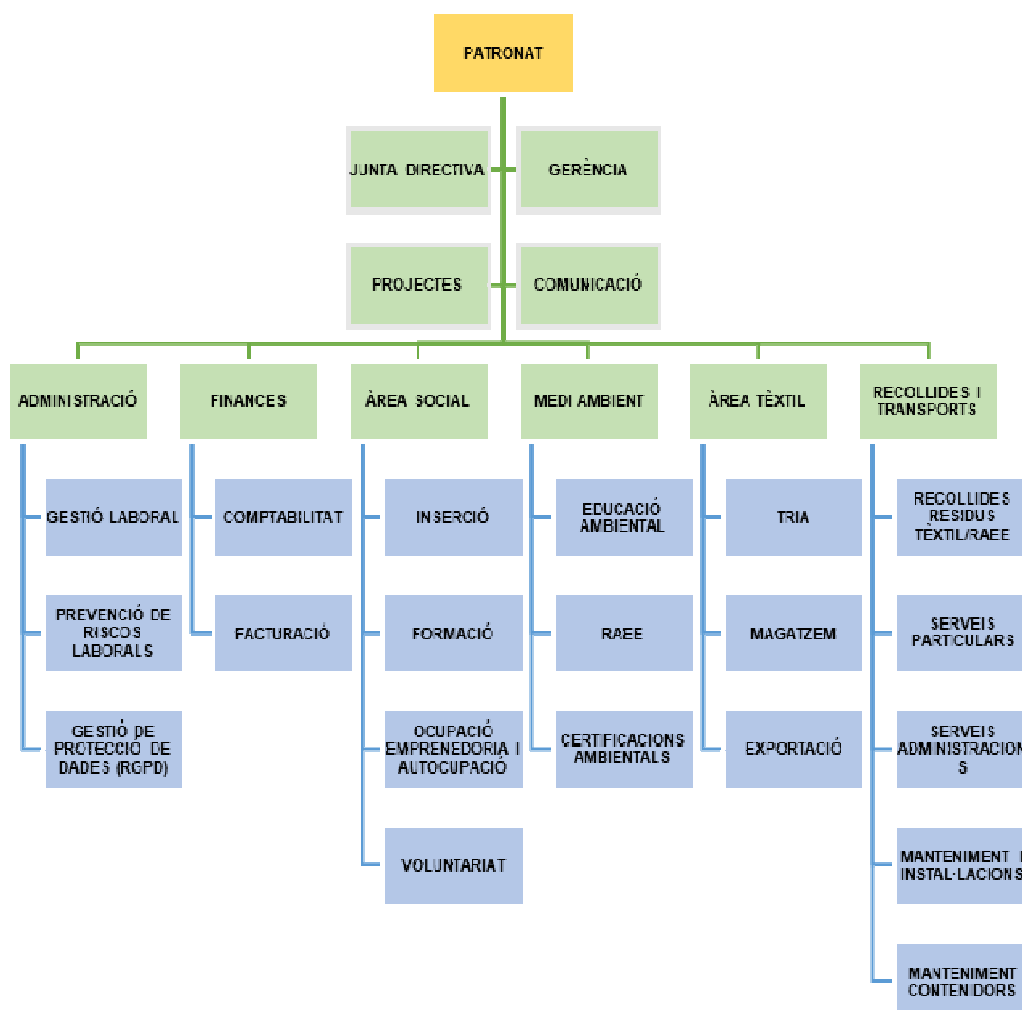 PATRONAT
JUNTA DIRECTIVA
GERÈNCIA
PROJECTES
COMUNICACIÓ
ADMINISTRACIÓ
FINANCES
ÀREA SOCIAL
MEDI AMBIENT
ÀREA TÈXTIL
RECOLLIDES I
TRANSPORTS
GESTIÓ LABORAL
PREVENCIÓ DE
RISCOS
LABORALS
GESTIÓ DE
PROTECCIO DE
DADES (RGPD)
COMPTABILITAT
FACTURACIÓ
INSERCIÓ
FORMACIÓ
OCUPACIÓ
EMPRENEDORIA I
AUTOCUPACIÓ
VOLUNTARIAT
EDUCACIÓ
AMBIENTAL
RAEE
CERTIFICACIONS
AMBIENTALS
TRIA
MAGATZEM
EXPORTACIÓ
RECOLLIDES
RESIDUS
TÈXTIL/RAEE
SERVEIS
PARTICULARS
SERVEIS
ADMINISTRACION
S
MANTENIMENT
INSTAL·LACIONS
MANTENIMENT
CONTENIDORS